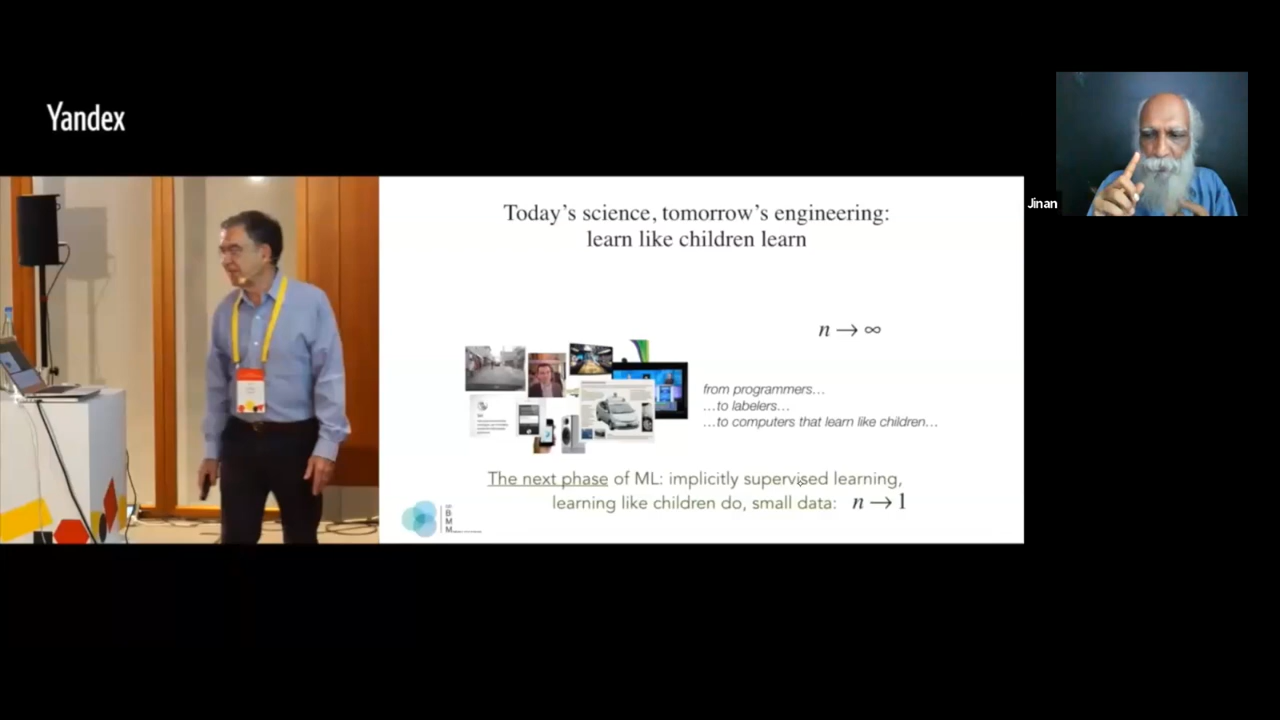 Yandex
Jinan
Today's science, tomorrow's engineering:
learn like children learn
n → ∞
from programmers…
…to labelers…
…to computers that learn like children…
The next phase of ML: implicitly supervised learning,
learning like children do, small data: n → 1
B
M
M